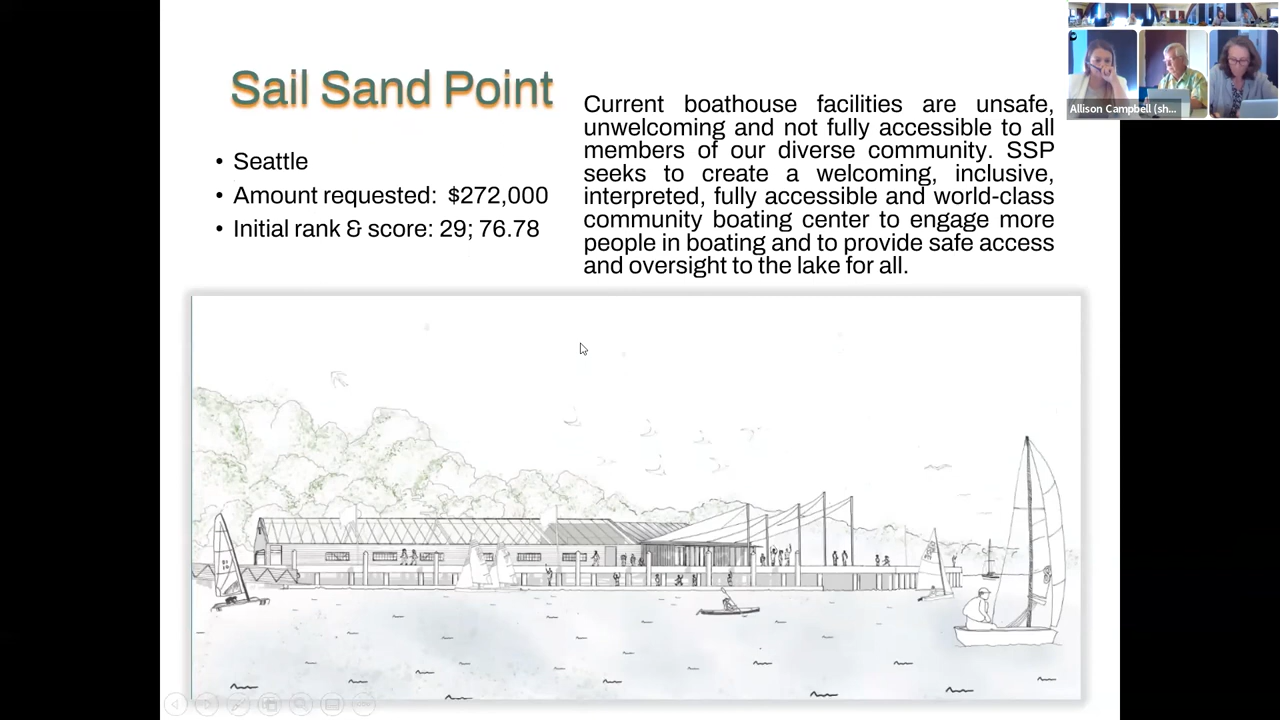 Sail Sand Point
• Seattle
• Amount requested: $272,000
• Initial rank & score: 29; 76.78
Current boathouse facilities are unsafe,
unwelcoming and not fully accessible to all
members of our diverse community. SSP
seeks to create a welcoming, inclusive,
interpreted, fully accessible and world-class
community boating center to engage more
people in boating and to provide safe access
and oversight to the lake for all.
Allison Campbell (sh...